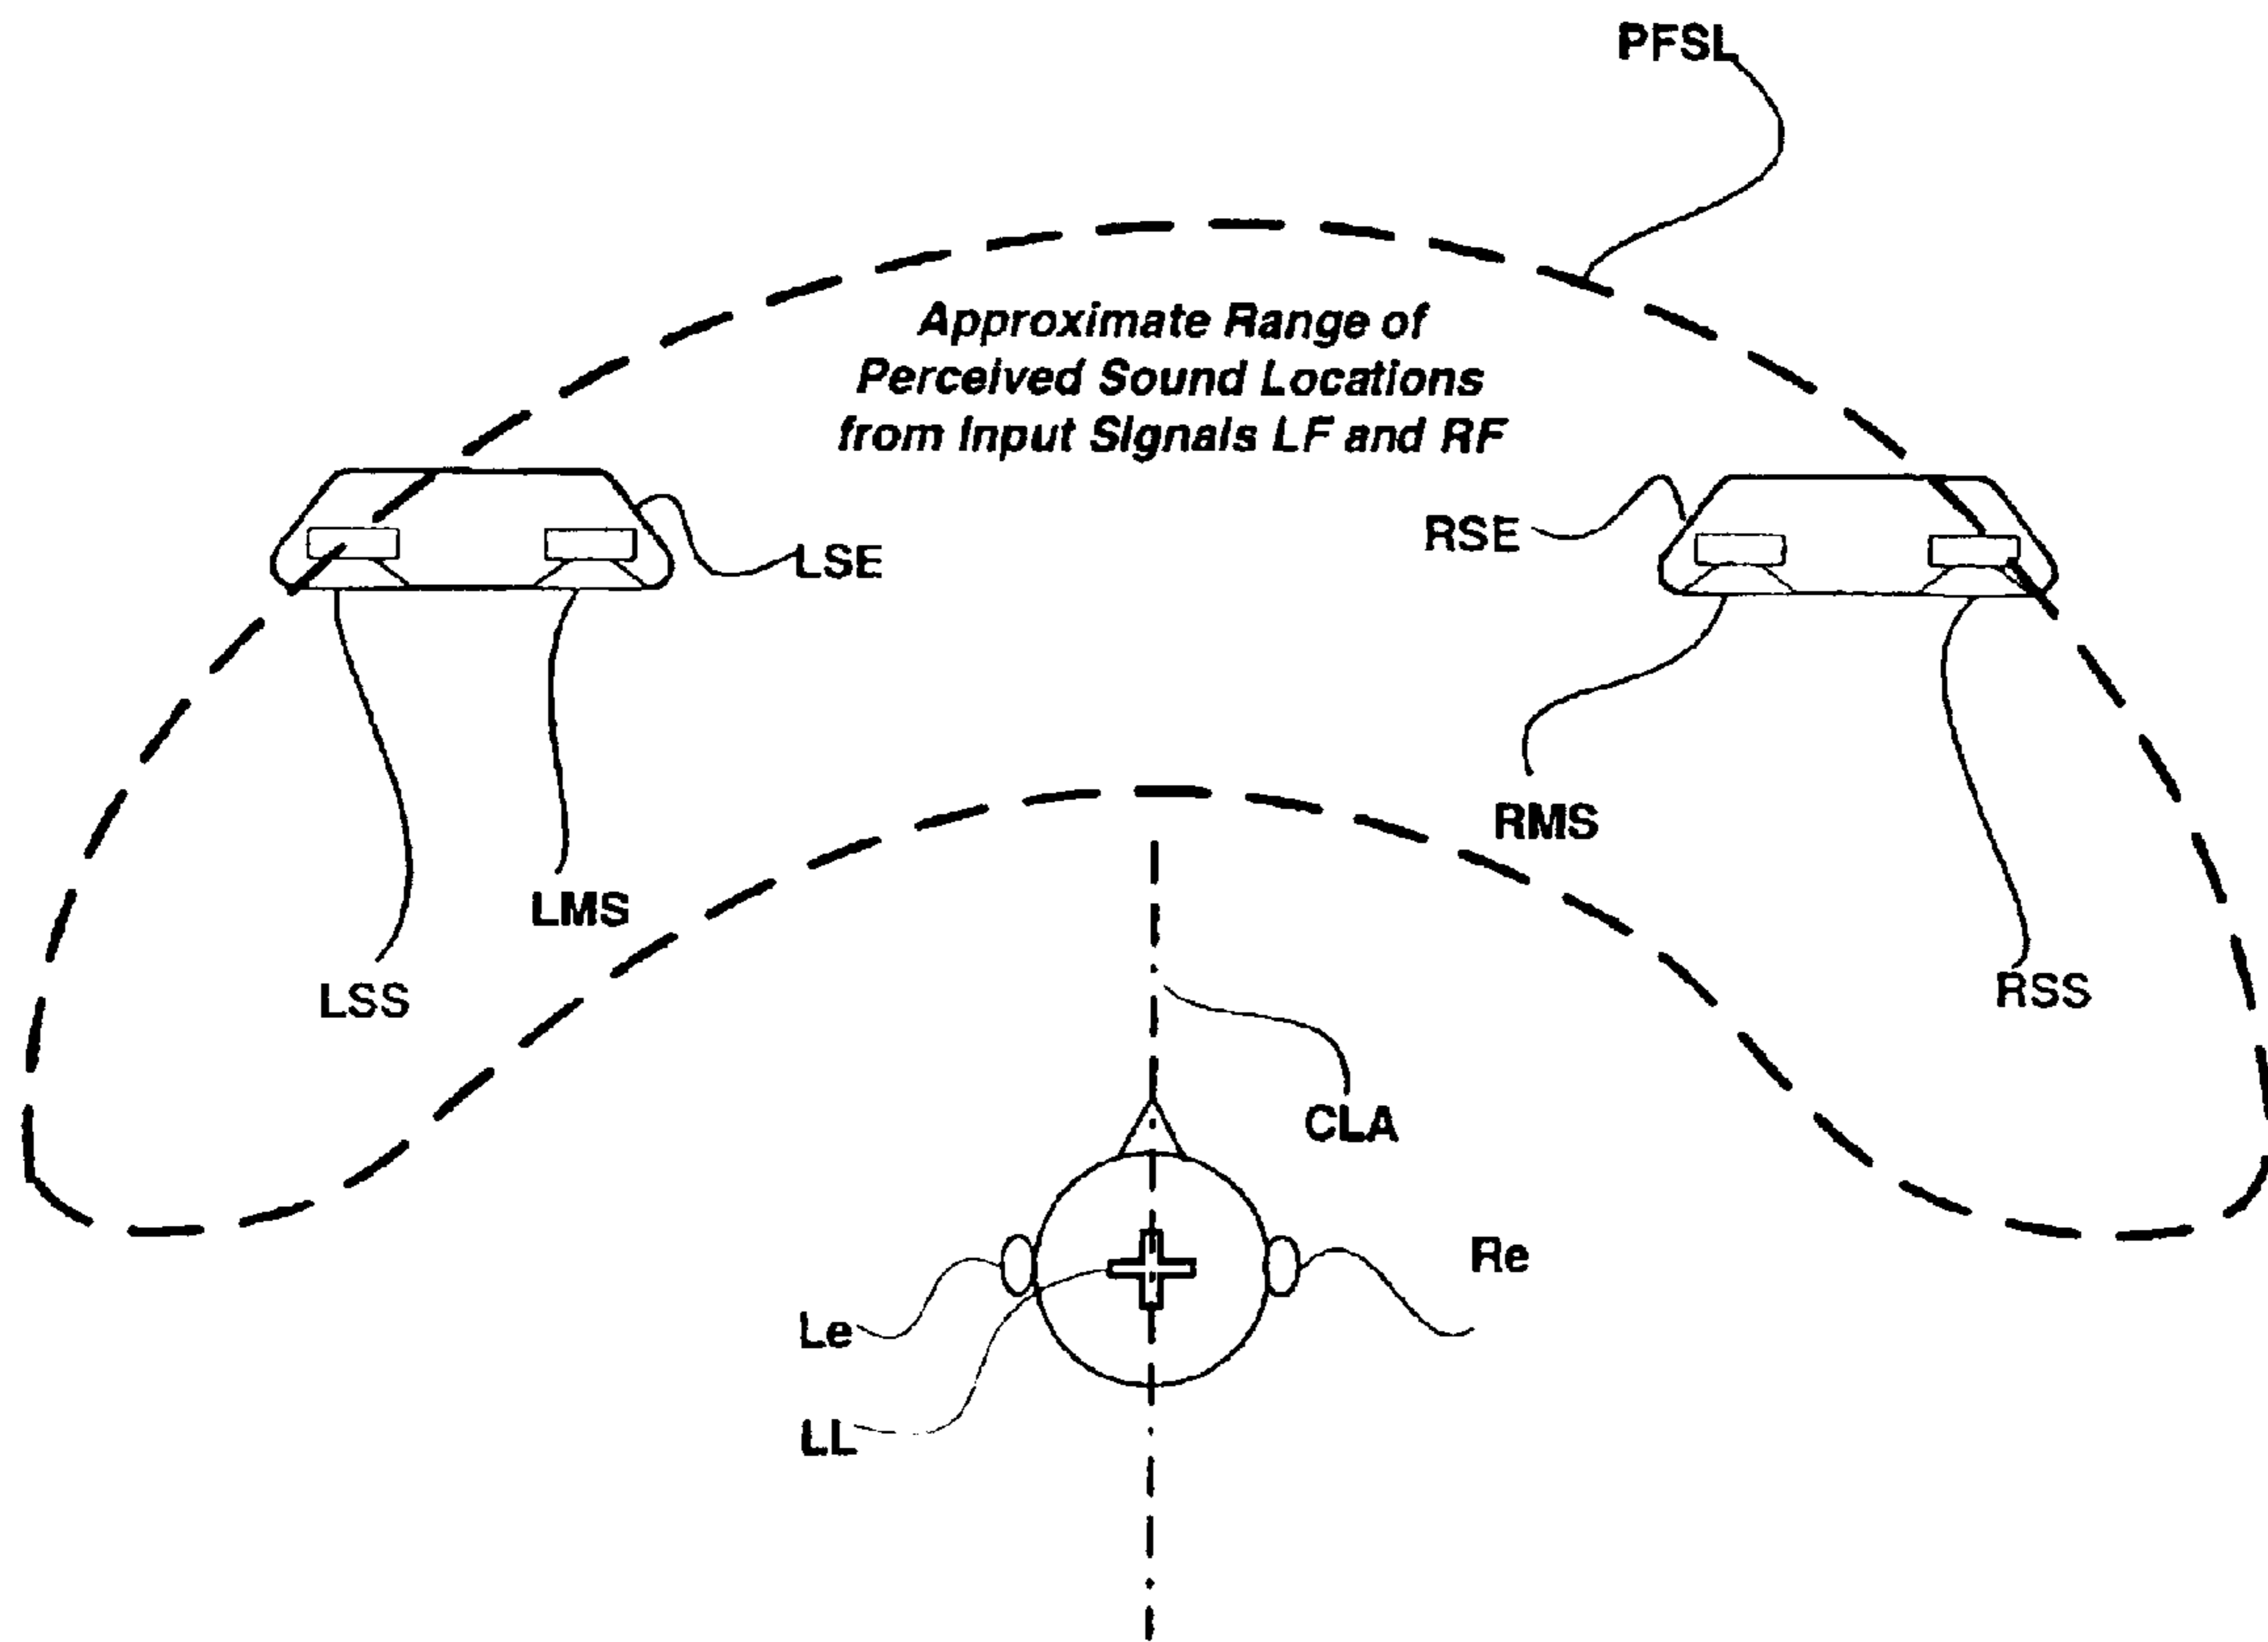 PFSL
Approximate Range of
Perceived Sound Locations
from Input Signals LF and RF
LSE
RSE
RMS
LMS
LSS
RSS
CLA
Re
Le
LL